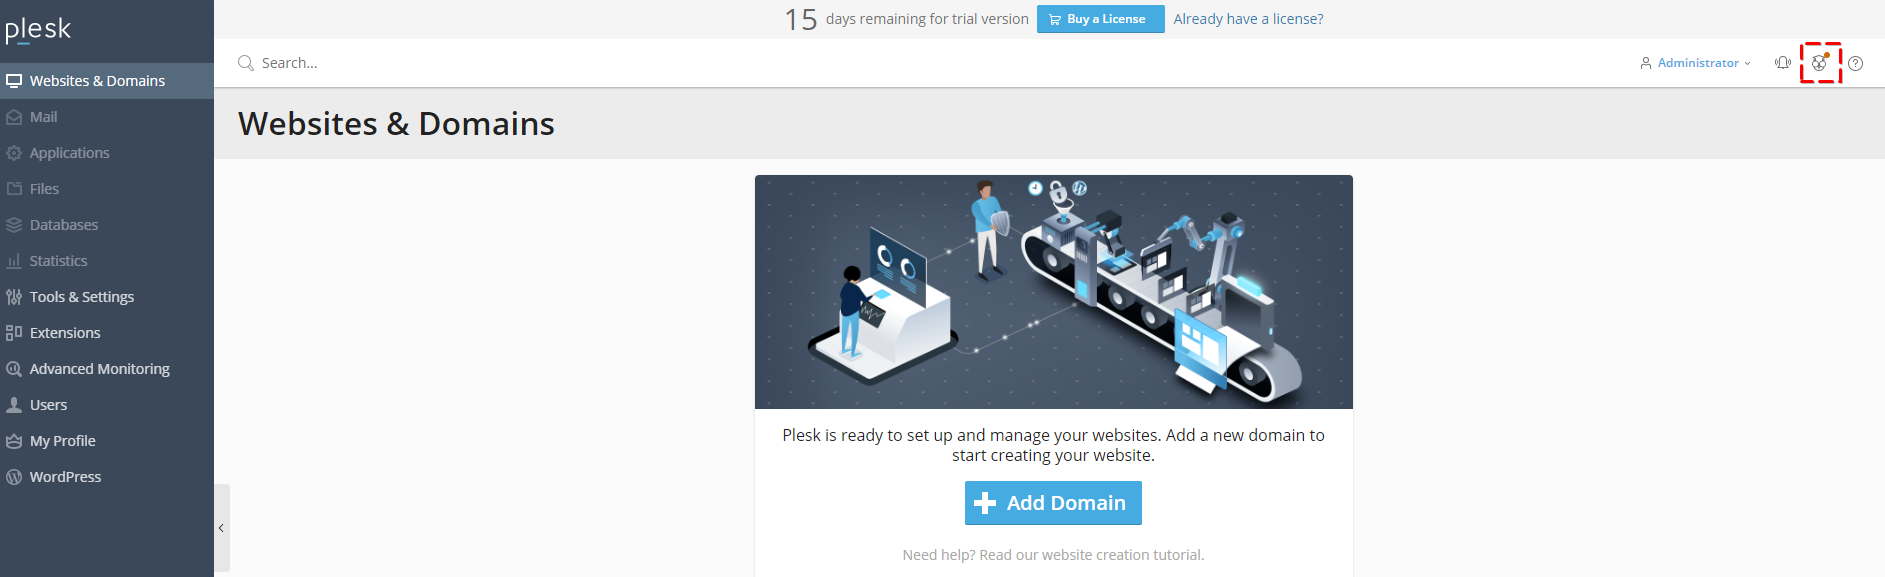 plesk
15 days remaining for trial version Buy a License Already have a license?
Search...
Administrator
Websites & Domains
Mail
Applications
Files
Databases
Statistics
Tools & Settings
Extensions
Advanced Monitoring
Users
My Profile
WordPress
Websites & Domains
Plesk is ready to set up and manage your websites. Add a new domain to
start creating your website.
Add Domain
Need help? Read our website creation tutorial.